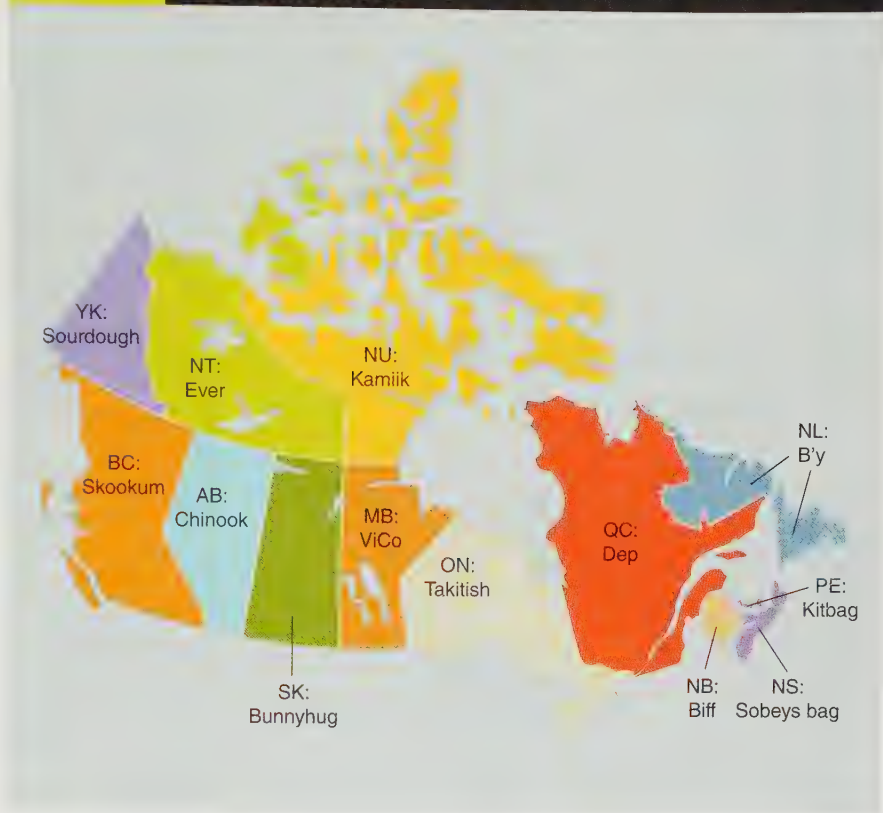 YK:
Sourdough
NT:
Ever
NU:
Kamiik
BC:
Skookum
AB:
Chinook
SK:
Bunnyhug
MB:
ViCo
ON:
Takitish
QC:
Dep
NL:
B'y
PE:
Kitbag
NB:
Biff
NS:
Sobeys bag